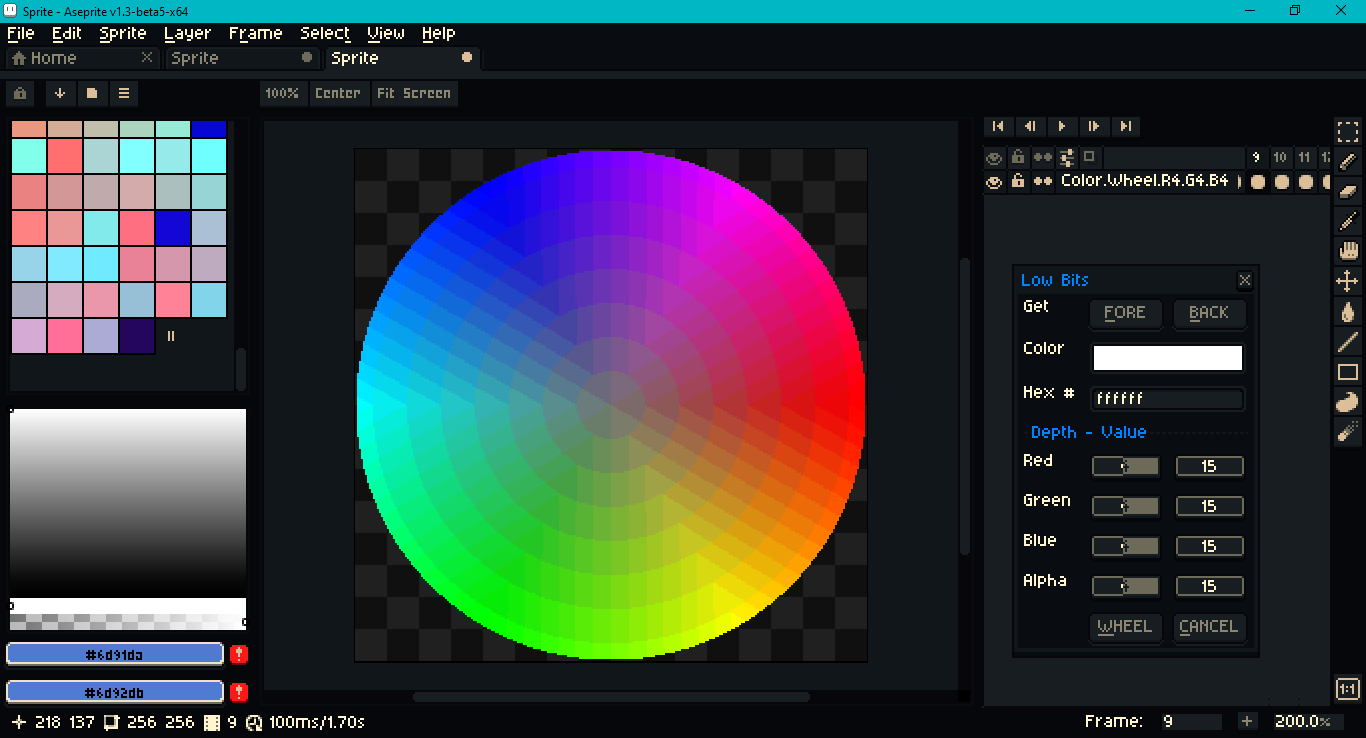 Sprite - Aseprite v1.3-beta5-x64
File Edit Sprite Layer Frame Select View Help
Home Sprite Sprite
100% Center Fit Screen
9 10 11
Color.Wheel.R4.G4.B4
Low Bits
Get FORE BACK
Color
Hex # ffffff
Depth - Value
Red 15
Green 15
Blue 15
Alpha 15
WHEEL CANCEL
#6d91da
#6d92db
1:1
218 137 256 256 9 100ms/1.70s Frame: 9 + 200.0%